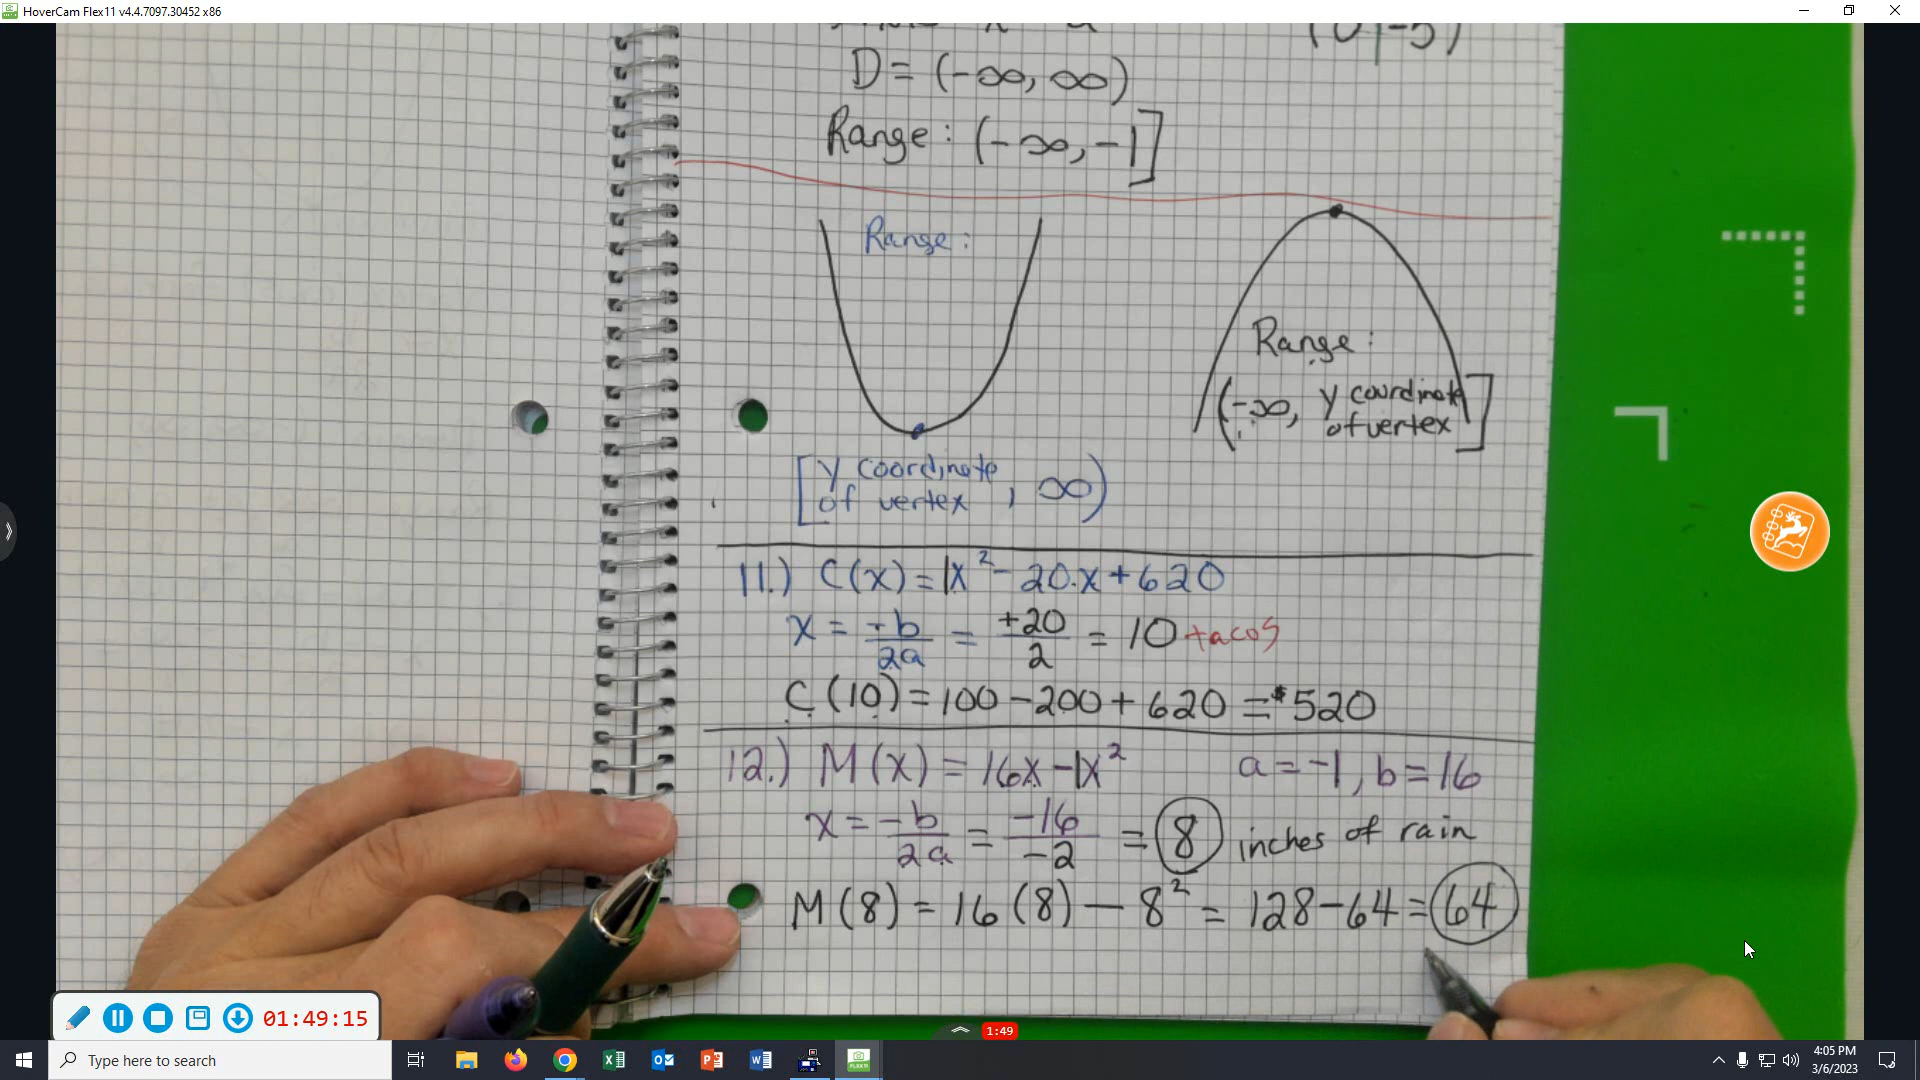 HoverCam Flex11 v4.4.7097.30452 x86
D = (-∞, ∞)
Range: (-∞, -1]
Range:
Range:
(-∞, y coordinate of vertex]
[y coordinate of vertex, ∞)
11.) C(x) = 1x² - 20x + 620
x = -b/2a = +20/2 = 10 tacos
C(10) = 100 - 200 + 620 = $520
12.) M(x) = 16x - 1x² a = -1, b = 16
x = -b/2a = -16/-2 = 8 inches of rain
M(8) = 16(8) - 8² = 128 - 64 = 64
01:49:15
1:49
Type here to search
4:05 PM
3/6/2023